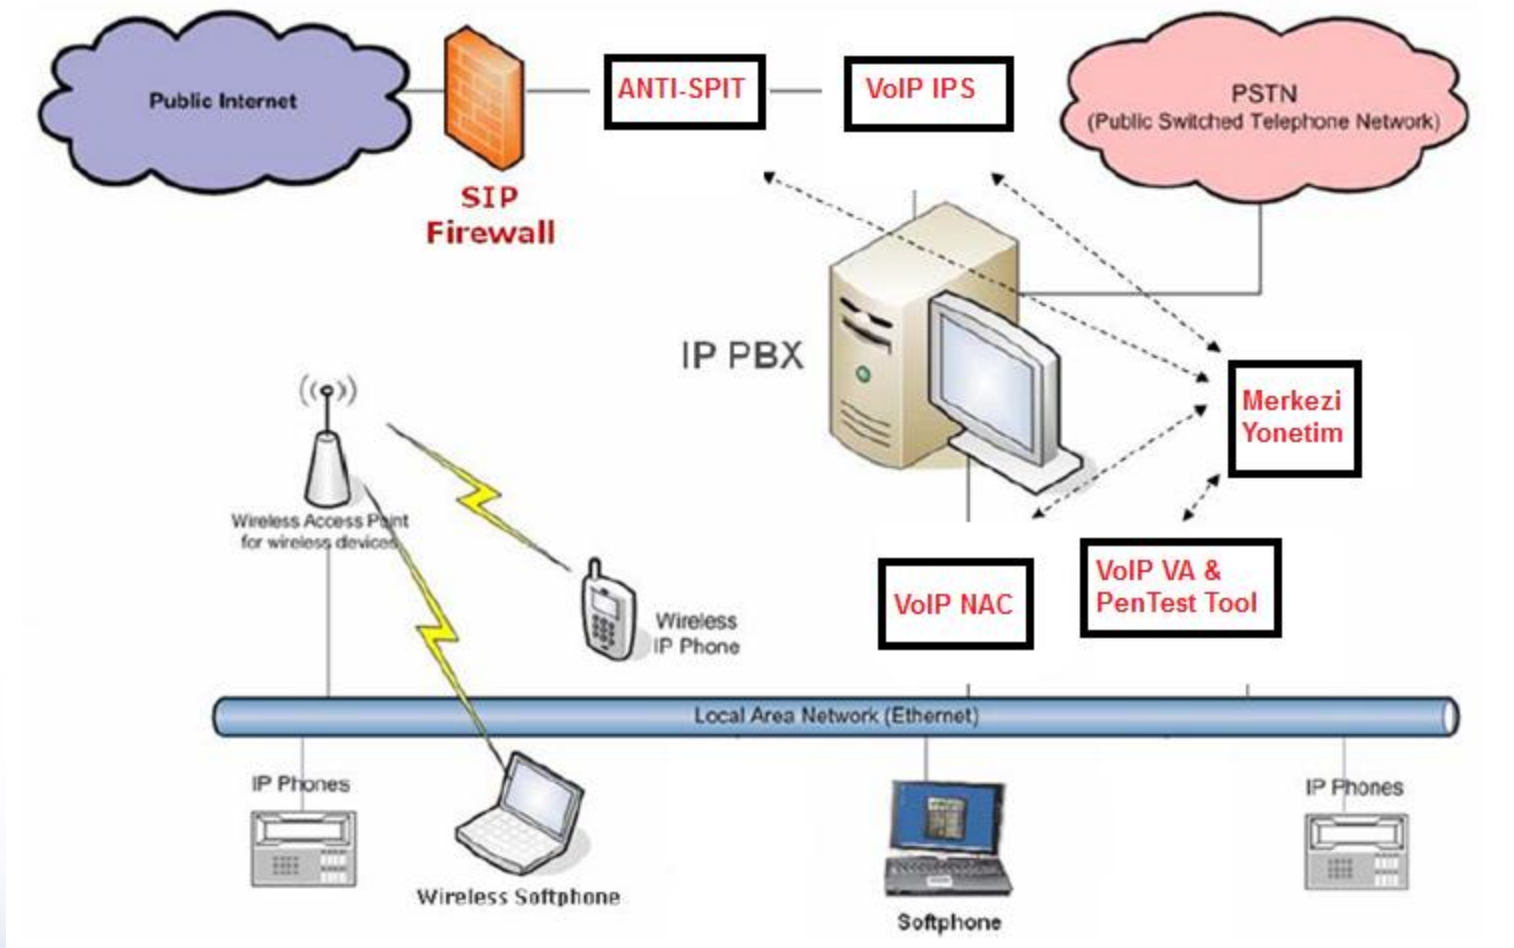 Public Internet
SIP
Firewall
ANTI-SPIT
VoIP IPS
PSTN
(Public Switched Telephone Network)
IP PBX
Merkezi
Yonetim
Wireless Access Point
for wireless devices
Wireless
IP Phone
VoIP NAC
VoIP VA &
PenTest Tool
Local Area Network (Ethernet)
IP Phones
Wireless Softphone
Softphone
IP Phones